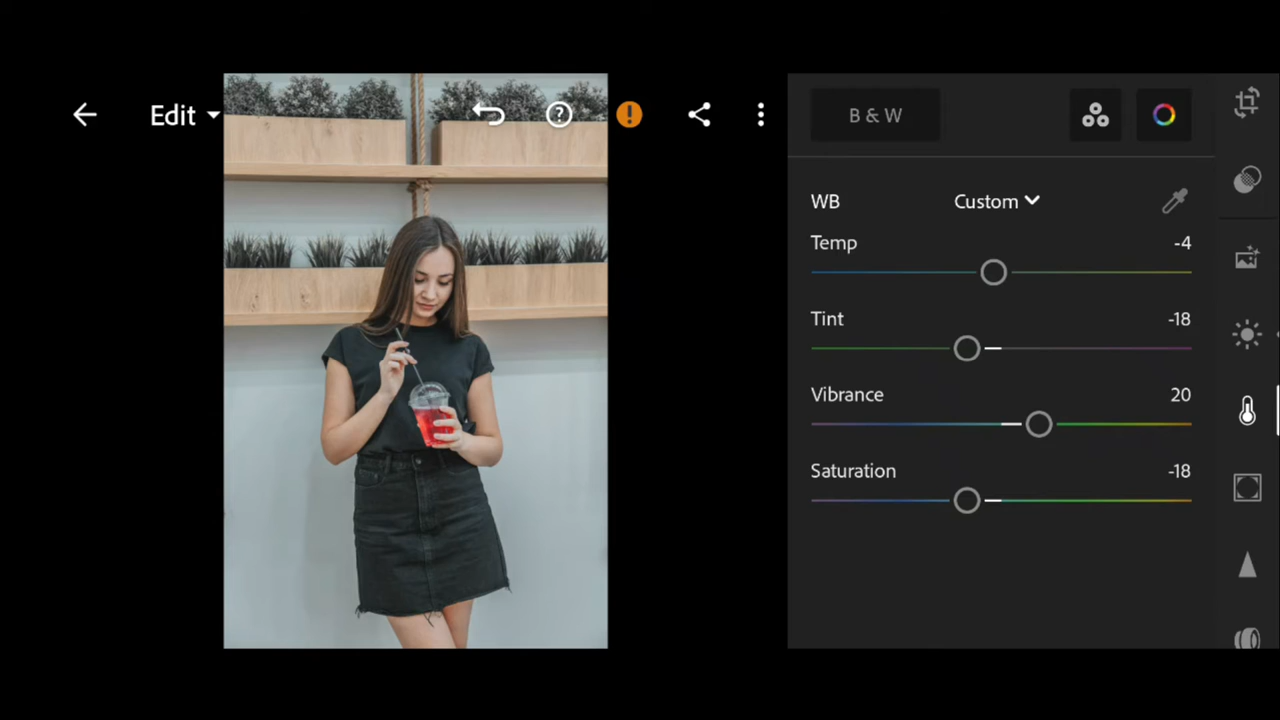 Edit
B & W
WB Custom
Temp -4
Tint -18
Vibrance 20
Saturation -18